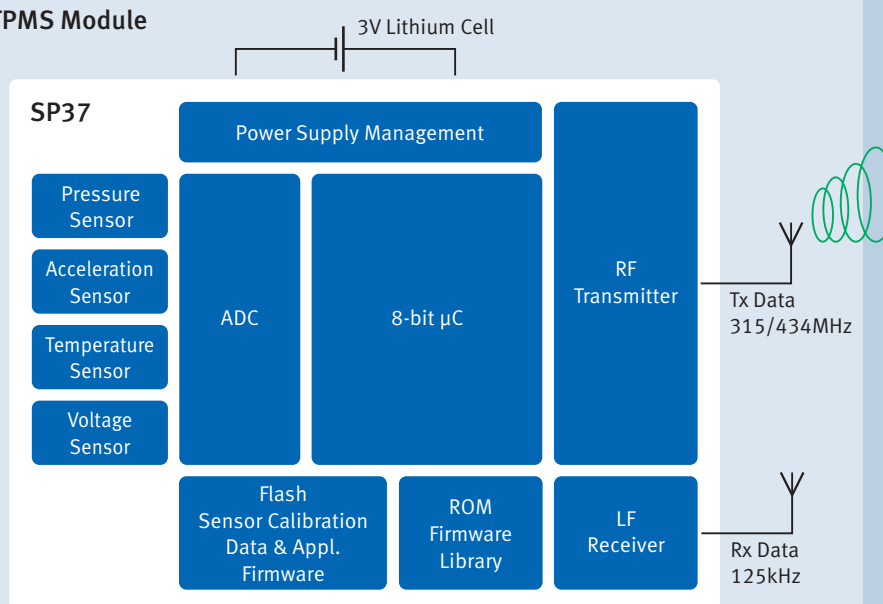 TPMS Module
3V Lithium Cell
SP37
Power Supply Management
Pressure
Sensor
Acceleration
Sensor
Temperature
Sensor
Voltage
Sensor
ADC
8-bit µC
RF
Transmitter
Tx Data
315/434MHz
Flash
Sensor Calibration
Data & Appl.
Firmware
ROM
Firmware
Library
LF
Receiver
Rx Data
125kHz